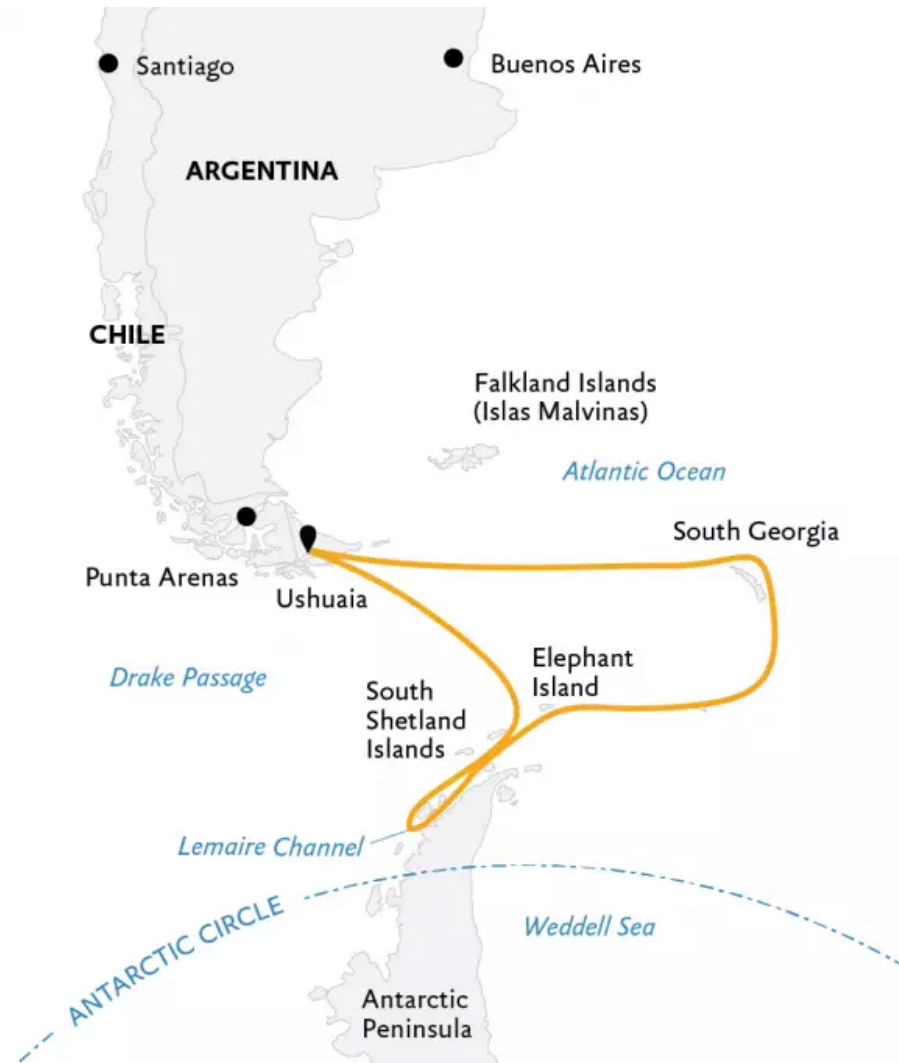 Santiago
Buenos Aires
ARGENTINA
CHILE
Falkland Islands
(Islas Malvinas)
Atlantic Ocean
South Georgia
Punta Arenas
Ushuaia
Drake Passage
Elephant
Island
South
Shetland
Islands
Lemaire Channel
ANTARCTIC CIRCLE
Weddell Sea
Antarctic
Peninsula